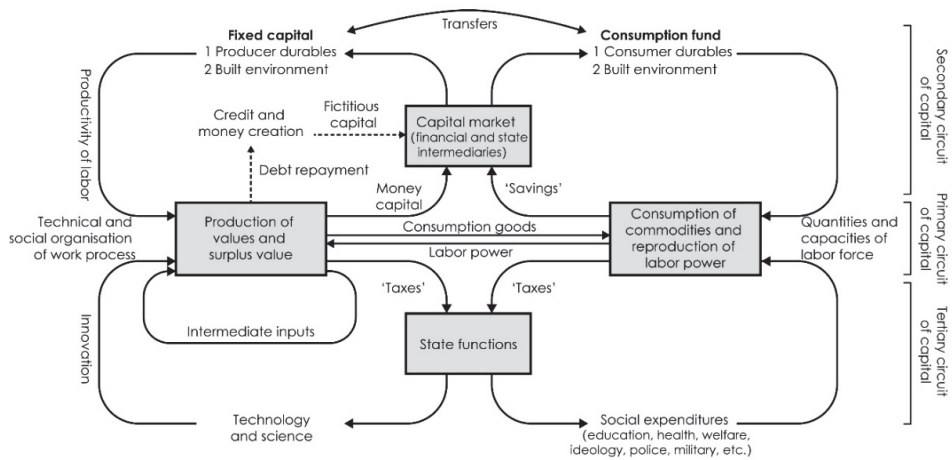 Transfers
Fixed capital
1 Producer durables
2 Built environment
Consumption fund
1 Consumer durables
2 Built environment
Secondary circuit
of capital
Productivity of labor
Credit and
money creation
Fictitious
capital
Capital market
(financial and state
intermediaries)
Debt repayment
Money
capital
'Savings'
Technical and
social organisation
of work process
Production of
values and
surplus value
Consumption goods
Labor power
Consumption of
commodities and
reproduction of
labor power
Quantities and
capacities of
labor force
Primary circuit
of capital
'Taxes'
'Taxes'
Intermediate inputs
State functions
Innovation
Tertiary circuit
of capital
Technology
and science
Social expenditures
(education, health, welfare,
ideology, police, military, etc.)